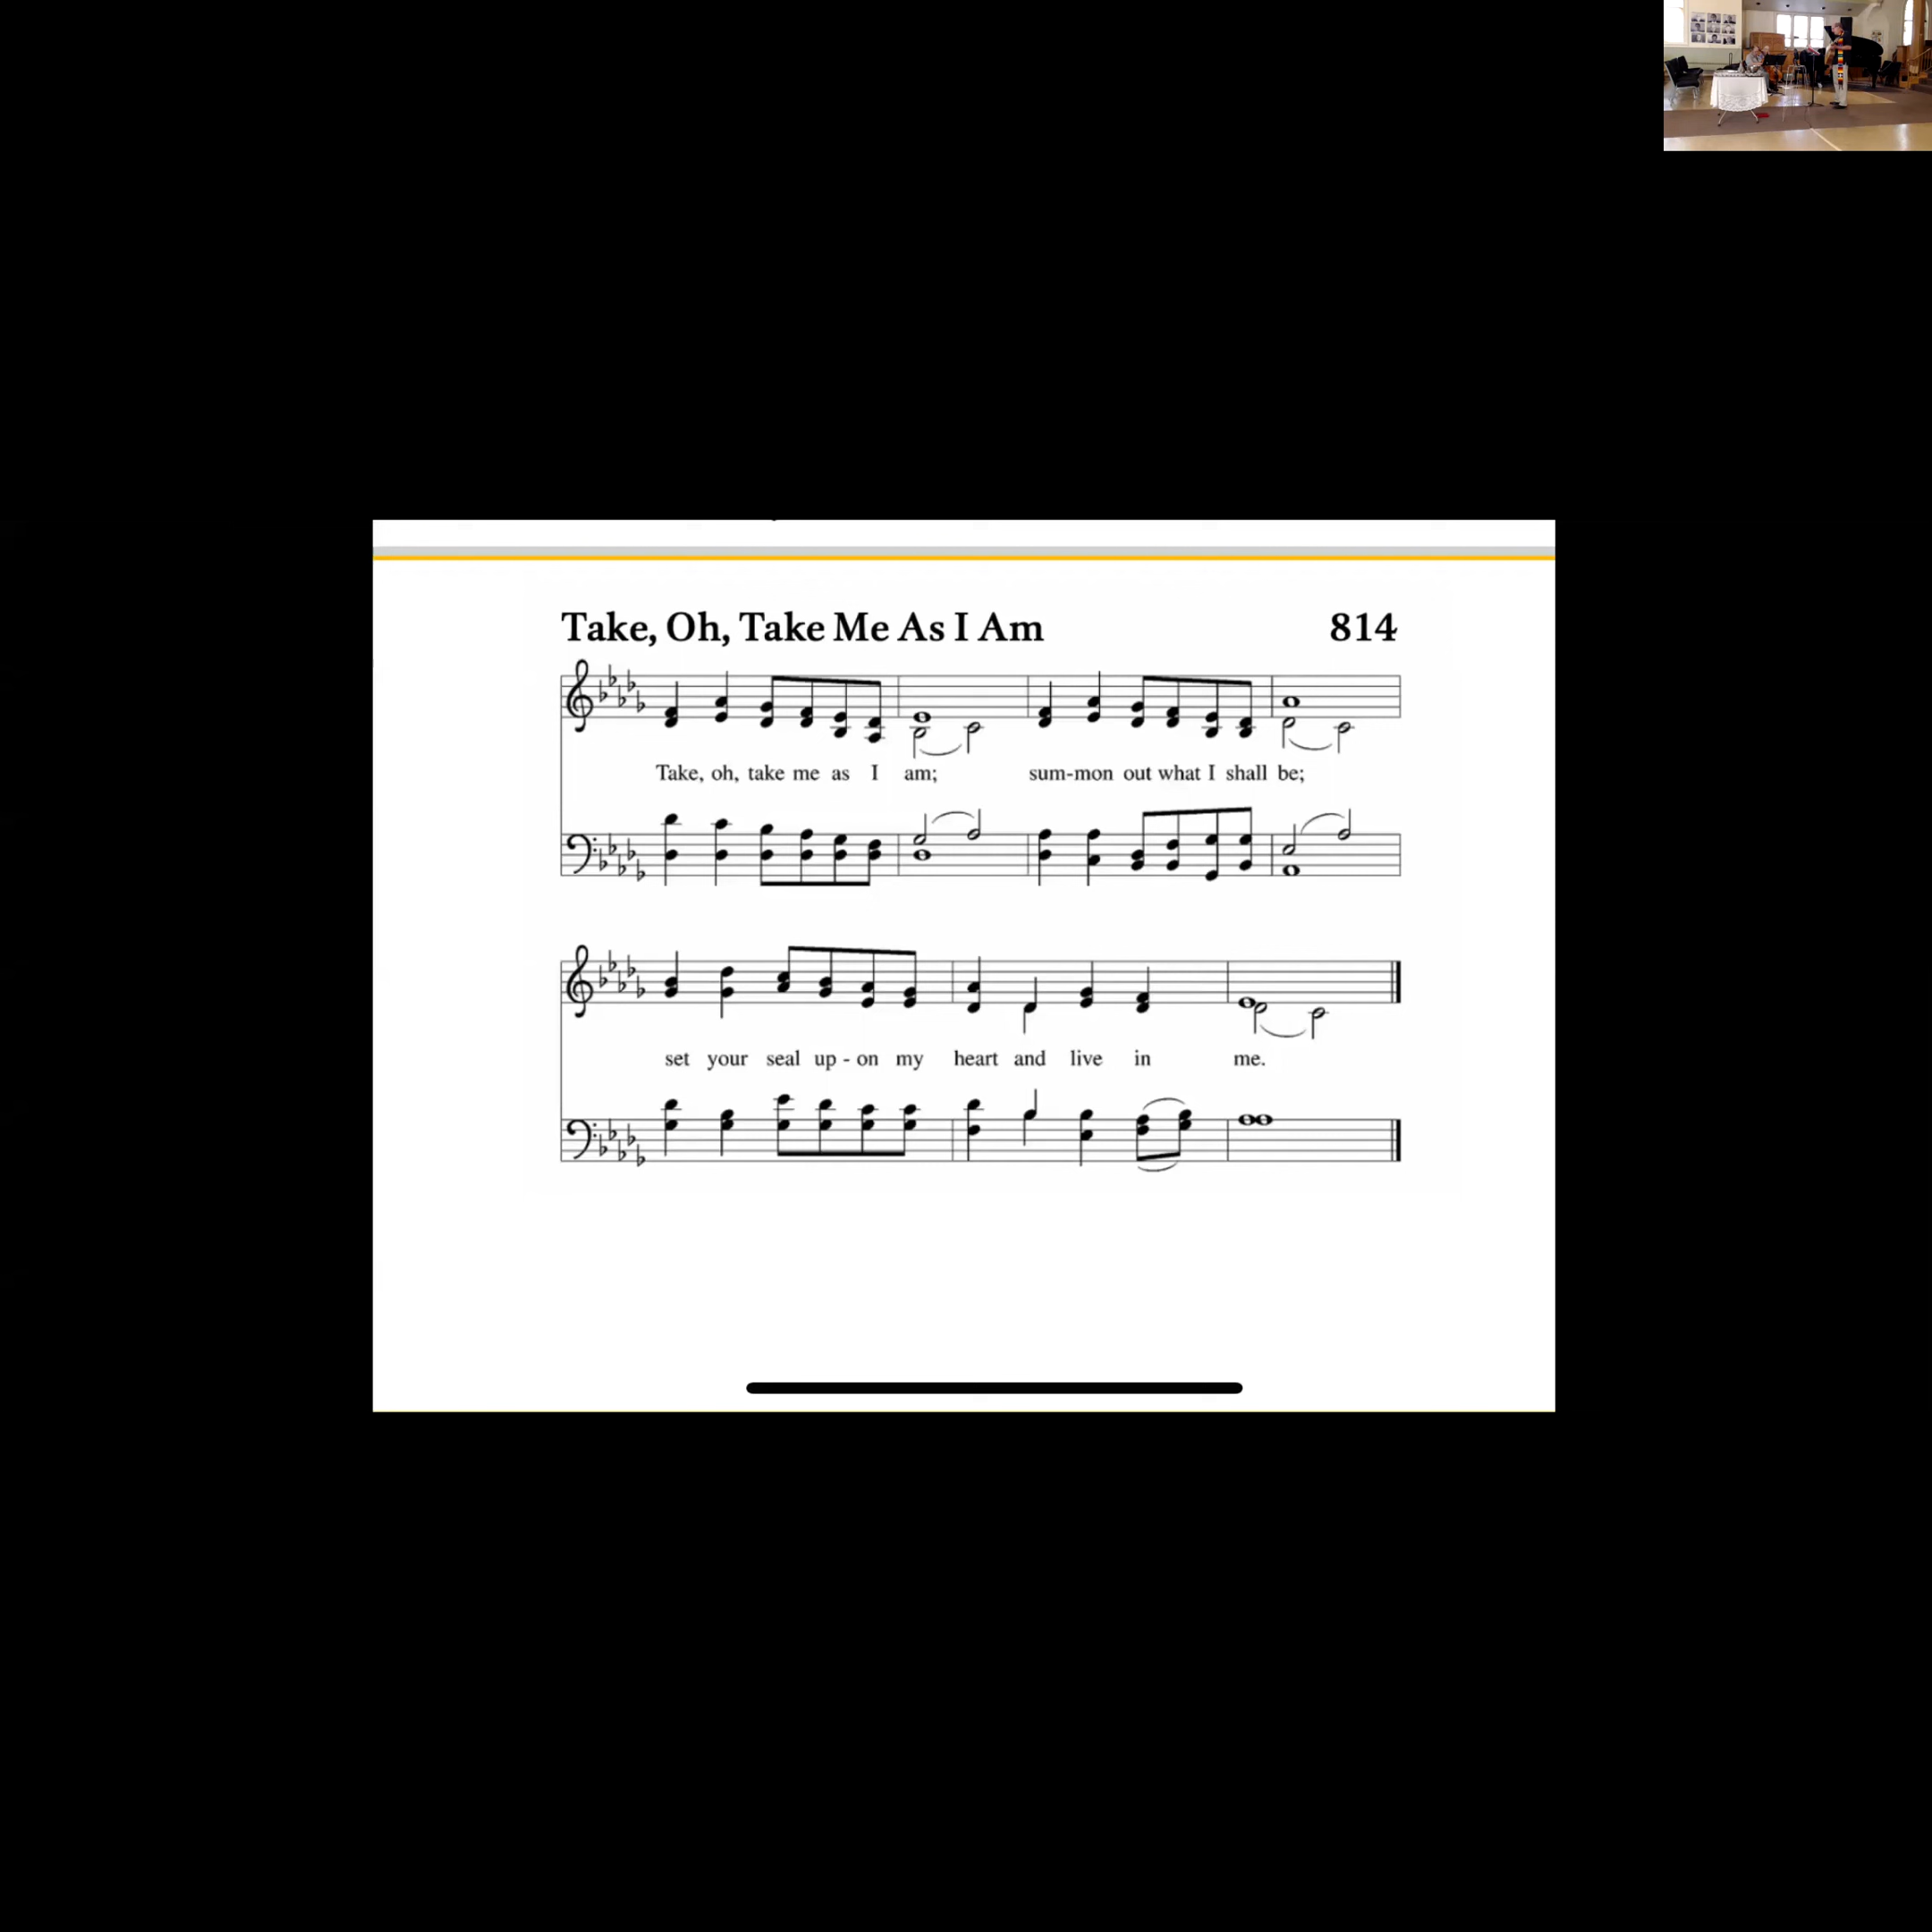 Take, Oh, Take Me As I Am 814
Take, oh, take me as I am; sum-mon out what I shall be;
set your seal up - on my heart and live in me.